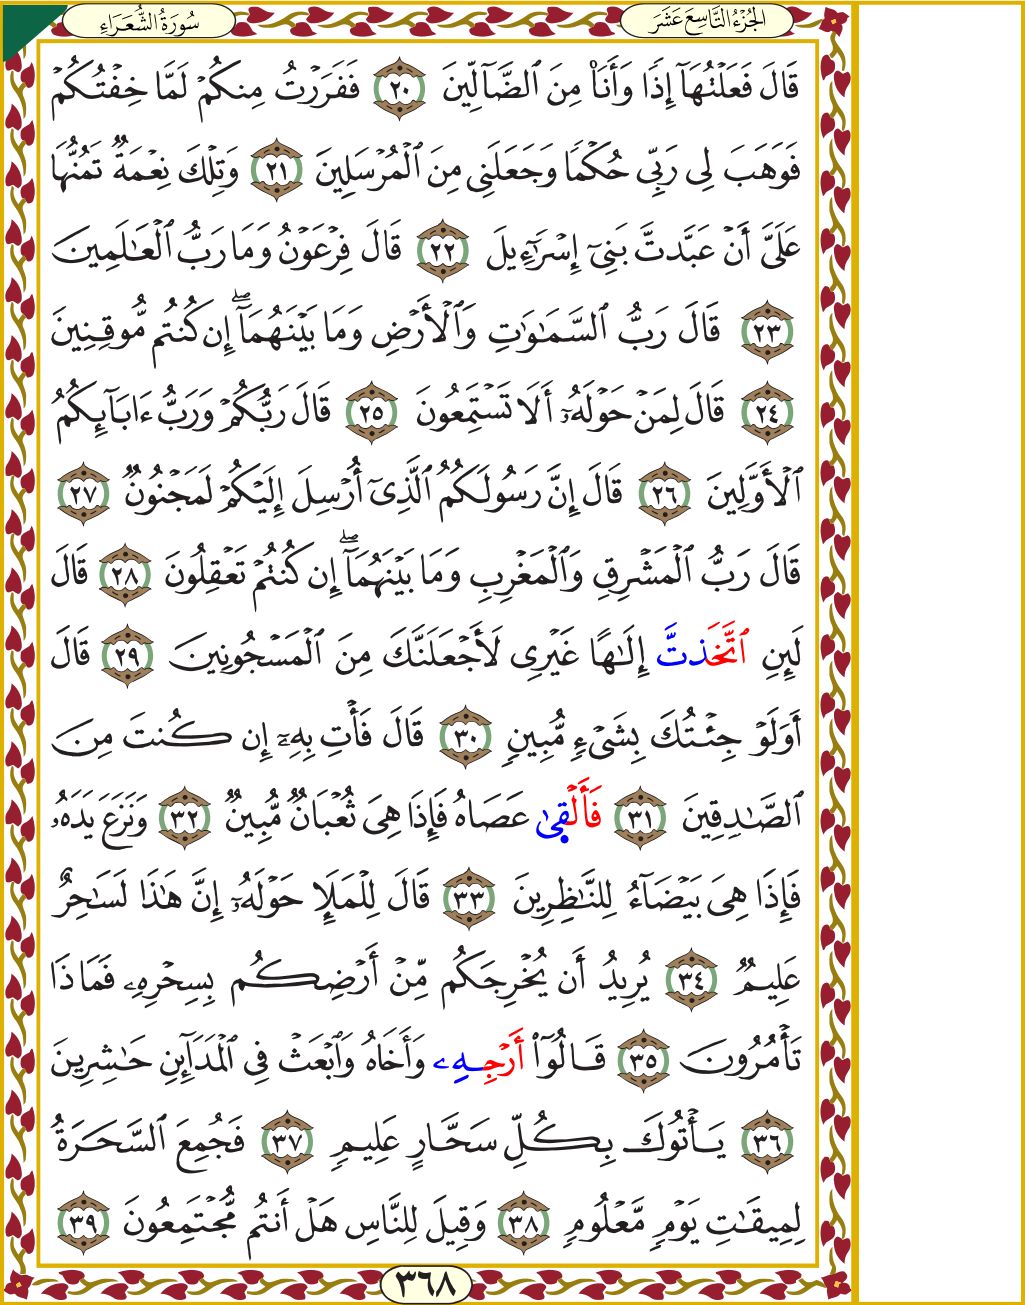 الجُزْءُ التَّاسِعَ عَشَرَ
سُورَةُ الشُّعَرَاءِ
قَالَ فَعَلْتُهَآ إِذًا وَأَنَا۠ مِنَ ٱلضَّآلِّينَ ٢٠ فَفَرَرْتُ مِنكُمْ لَمَّا خِفْتُكُمْ
فَوَهَبَ لِى رَبِّى حُكْمًا وَجَعَلَنِى مِنَ ٱلْمُرْسَلِينَ ٢١ وَتِلْكَ نِعْمَةٌ تَمُنُّهَا
عَلَىَّ أَنْ عَبَّدتَّ بَنِىٓ إِسْرَٰٓءِيلَ ٢٢ قَالَ فِرْعَوْنُ وَمَا رَبُّ ٱلْعَٰلَمِينَ
٢٣ قَالَ رَبُّ ٱلسَّمَٰوَٰتِ وَٱلْأَرْضِ وَمَا بَيْنَهُمَآ ۖ إِن كُنتُم مُّوقِنِينَ
٢٤ قَالَ لِمَنْ حَوْلَهُۥٓ أَلَا تَسْتَمِعُونَ ٢٥ قَالَ رَبُّكُمْ وَرَبُّ ءَابَآئِكُمُ
ٱلْأَوَّلِينَ ٢٦ قَالَ إِنَّ رَسُولَكُمُ ٱلَّذِىٓ أُرْسِلَ إِلَيْكُمْ لَمَجْنُونٌ ٢٧
قَالَ رَبُّ ٱلْمَشْرِقِ وَٱلْمَغْرِبِ وَمَا بَيْنَهُمَآ ۖ إِن كُنتُمْ تَعْقِلُونَ ٢٨ قَالَ
لَئِنِ ٱتَّخَذتَّ إِلَٰهًا غَيْرِى لَأَجْعَلَنَّكَ مِنَ ٱلْمَسْجُونِينَ ٢٩ قَالَ
أَوَلَوْ جِئْتُكَ بِشَىْءٍ مُّبِينٍ ٣٠ قَالَ فَأْتِ بِهِۦٓ إِن كُنتَ مِنَ
ٱلصَّٰدِقِينَ ٣١ فَأَلْقىٰ عَصَاهُ فَإِذَا هِىَ ثُعْبَانٌ مُّبِينٌ ٣٢ وَنَزَعَ يَدَهُۥ
فَإِذَا هِىَ بَيْضَآءُ لِلنَّٰظِرِينَ ٣٣ قَالَ لِلْمَلَإِ حَوْلَهُۥٓ إِنَّ هَٰذَا لَسَٰحِرٌ
عَلِيمٌ ٣٤ يُرِيدُ أَن يُخْرِجَكُم مِّنْ أَرْضِكُم بِسِحْرِهِۦ فَمَاذَا
تَأْمُرُونَ ٣٥ قَالُوٓا۟ أَرْجِهِۦ وَأَخَاهُ وَٱبْعَثْ فِى ٱلْمَدَآئِنِ حَٰشِرِينَ
٣٦ يَأْتُوكَ بِكُلِّ سَحَّارٍ عَلِيمٍ ٣٧ فَجُمِعَ ٱلسَّحَرَةُ
لِمِيقَٰتِ يَوْمٍ مَّعْلُومٍ ٣٨ وَقِيلَ لِلنَّاسِ هَلْ أَنتُم مُّجْتَمِعُونَ ٣٩
٣٦٨